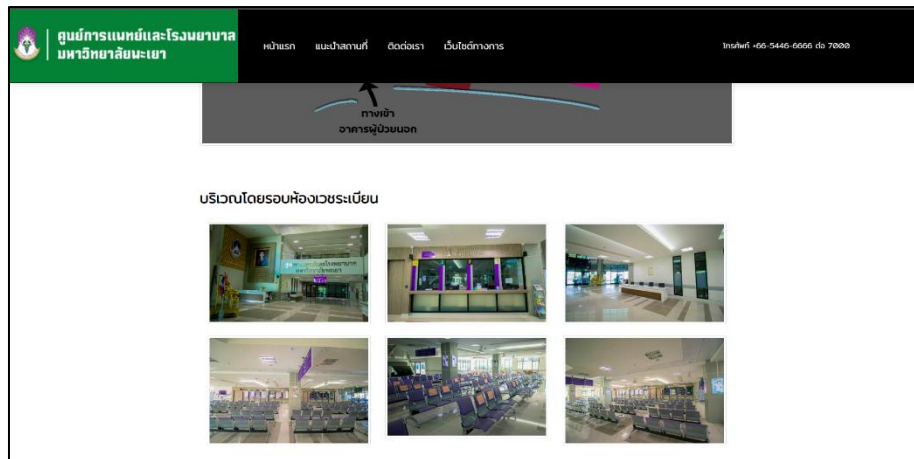 ศูนย์การแพทย์และโรงพยาบาล
มหาวิทยาลัยพะเยา
หน้าแรก แนะนำสถานที่ ติดต่อเรา เว็บไซต์ทางการ
โทรศัพท์ +66-5446-6666 ต่อ 7000
ทางเข้า
อาคารผู้ป่วยนอก
บริเวณโดยรอบห้องเวชระเบียน